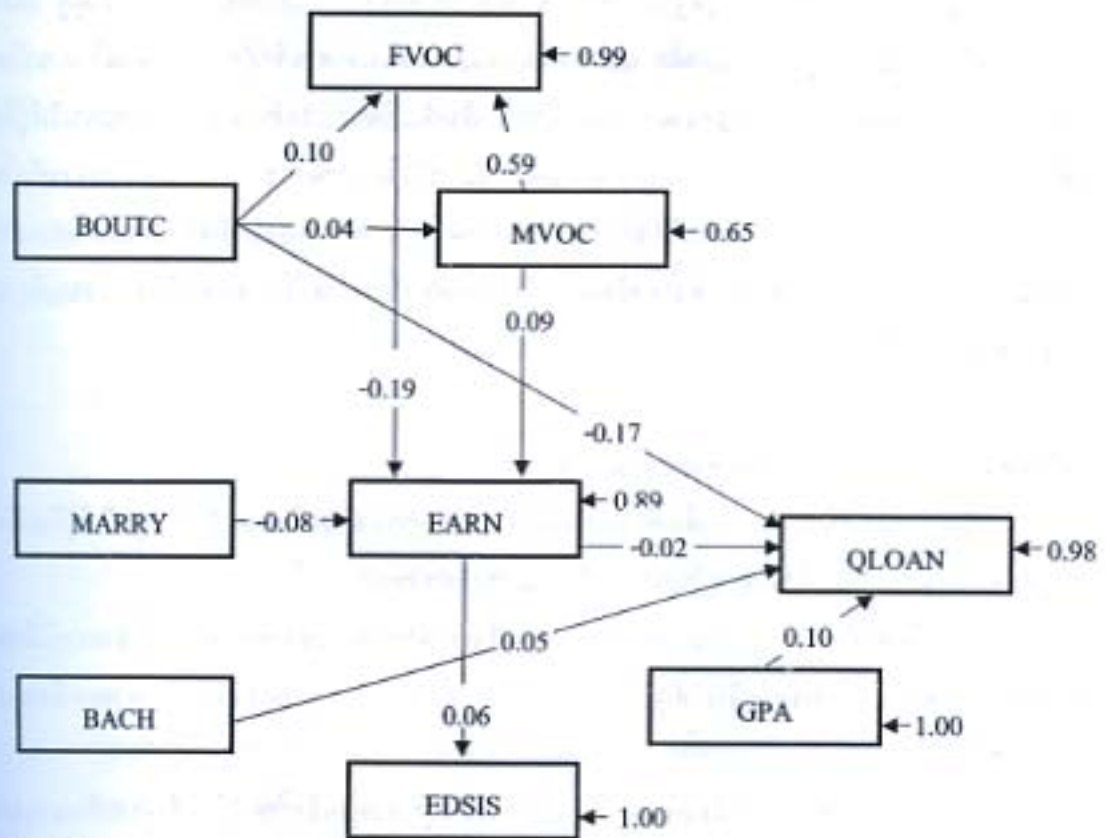 FVOC
0.99
0.10
0.59
BOUTC
0.04
MVOC
0.65
0.09
-0.19
-0.17
MARRY
-0.08
EARN
0.89
-0.02
QLOAN
0.98
0.05
0.10
BACH
0.06
GPA
1.00
EDSIS
1.00